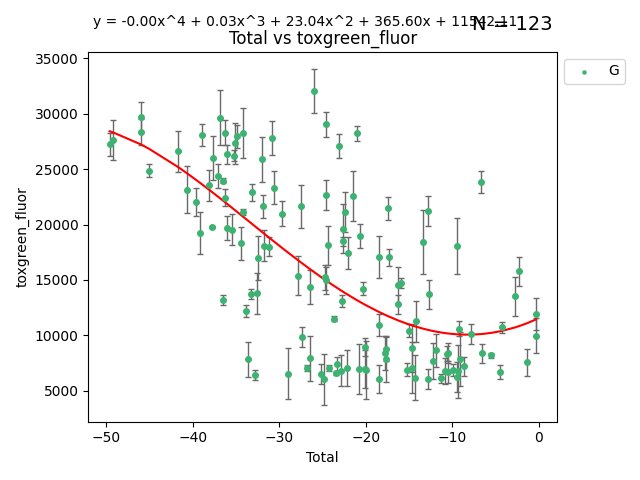 y = -0.00x^4 + 0.03x^3 + 23.04x^2 + 365.60x +
N = 123
Total vs toxgreen_fluor
G
35000
30000
25000
20000
15000
10000
5000
toxgreen_fluor
−50 −40 −30 −20 −10 0
Total